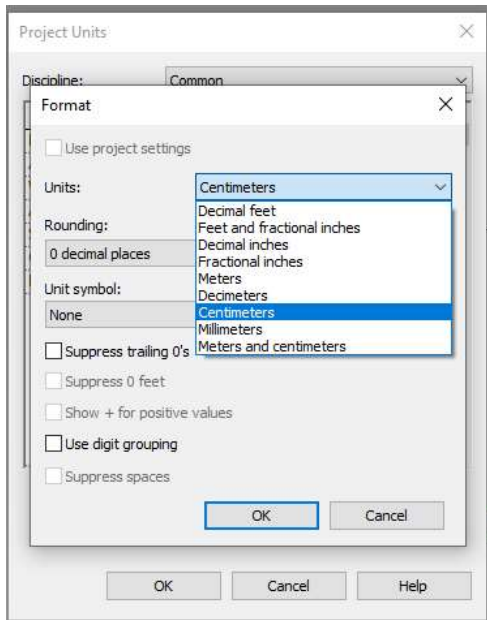 Project Units
Discipline: Common
Format
Use project settings
Units: Centimeters
Decimal feet
Feet and fractional inches
Rounding:
Decimal inches
0 decimal places
Fractional inches
Meters
Unit symbol:
Decimeters
None
Centimeters
Millimeters
Suppress trailing 0's
Meters and centimeters
Suppress 0 feet
Show + for positive values
Use digit grouping
Suppress spaces
OK Cancel
OK Cancel Help